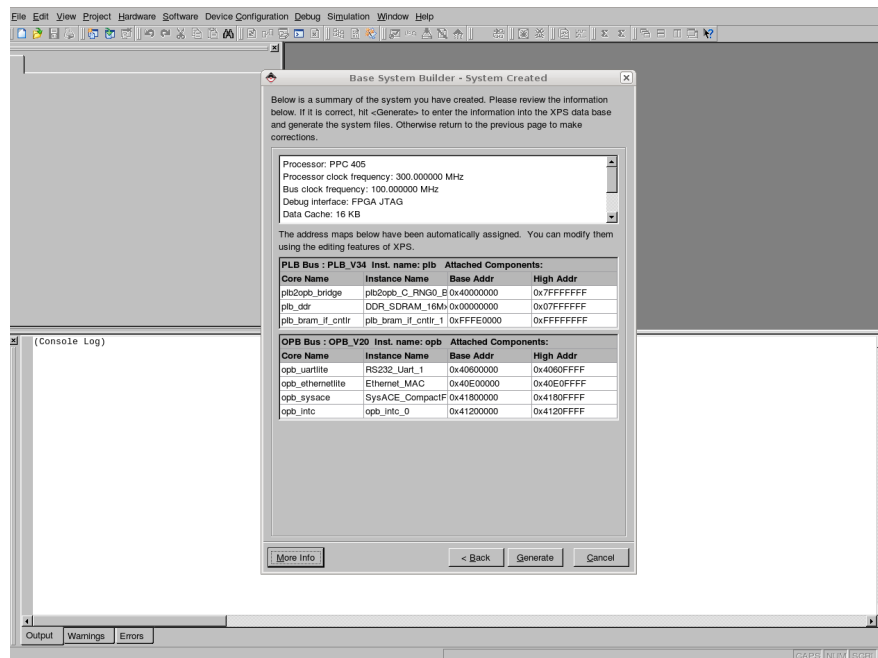 File Edit View Project Hardware Software Device Configuration Debug Simulation Window Help
Base System Builder - System Created
Below is a summary of the system you have created. Please review the information
below. If it is correct, hit <Generate> to enter the information into the XPS data base
and generate the system files. Otherwise return to the previous page to make
corrections.
Processor: PPC 405
Processor clock frequency: 300.000000 MHz
Bus clock frequency: 100.000000 MHz
Debug interface: FPGA JTAG
Data Cache: 16 KB
The address maps below have been automatically assigned. You can modify them
using the editing features of XPS.
PLB Bus : PLB_V34 Inst. name: plb Attached Components:
Core Name Instance Name Base Addr High Addr
plb2opb_bridge plb2opb_C_RNG0_B 0x40000000 0x7FFFFFFF
plb_ddr DDR_SDRAM_16Mx 0x00000000 0x07FFFFFF
plb_bram_if_cntlr plb_bram_if_cntlr_1 0xFFFE0000 0xFFFFFFFF
OPB Bus : OPB_V20 Inst. name: opb Attached Components:
Core Name Instance Name Base Addr High Addr
opb_uartlite RS232_Uart_1 0x40600000 0x4060FFFF
opb_ethernetlite Ethernet_MAC 0x40E00000 0x40E0FFFF
opb_sysace SysACE_CompactF 0x41800000 0x4180FFFF
opb_intc opb_intc_0 0x41200000 0x4120FFFF
More Info < Back Generate Cancel
(Console Log)
Output Warnings Errors
CAPS NUM SCRL